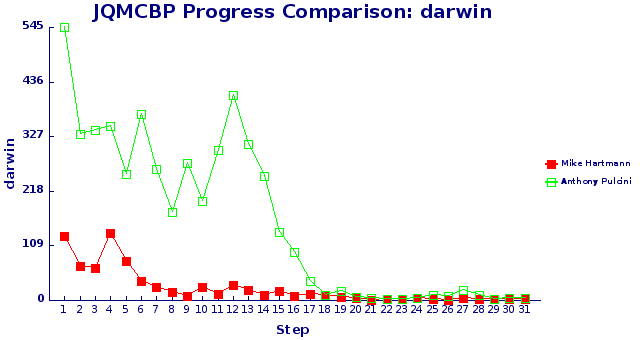 JQMCBP Progress Comparison: darwin
545
436
327
218
109
0
darwin
1 2 3 4 5 6 7 8 9 10 11 12 13 14 15 16 17 18 19 20 21 22 23 24 25 26 27 28 29 30 31
Step
Mike Hartmann
Anthony Pulcini